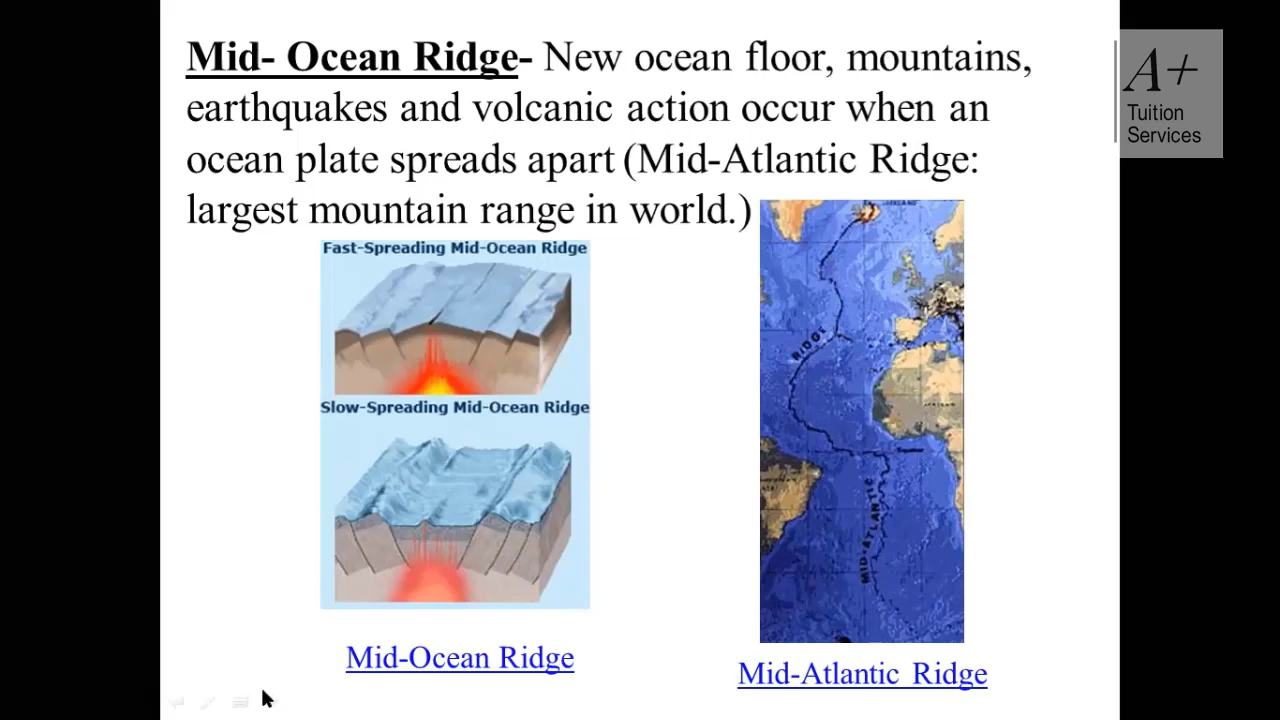 Mid- Ocean Ridge- New ocean floor, mountains,
earthquakes and volcanic action occur when an
ocean plate spreads apart (Mid-Atlantic Ridge:
largest mountain range in world.)
A+
Tuition
Services
Fast-Spreading Mid-Ocean Ridge
Slow-Spreading Mid-Ocean Ridge
RIDGE
MID-ATLANTIC
Mid-Ocean Ridge
Mid-Atlantic Ridge